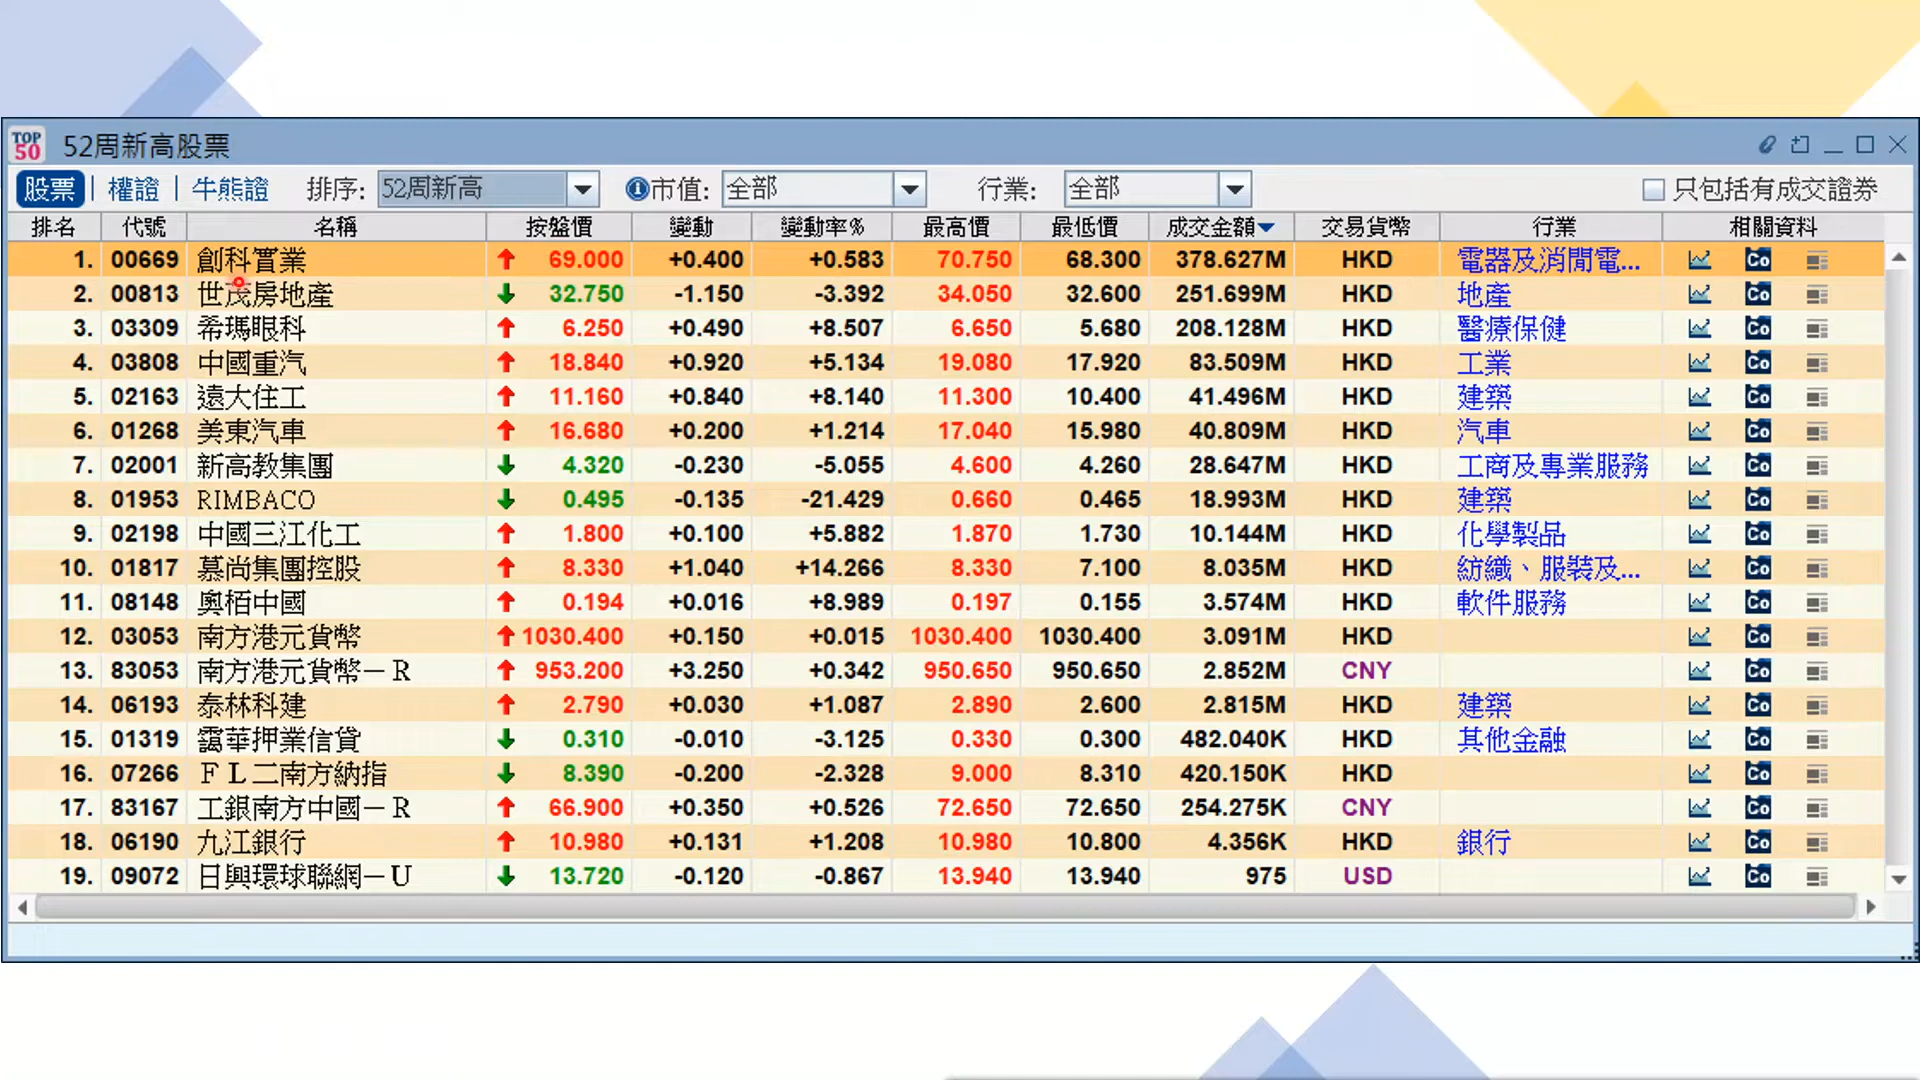 TOP 50 52周新高股票
股票 | 權證 | 牛熊證 排序: 52周新高 市值: 全部 行業: 全部 只包括有成交證券
排名 代號 名稱 按盤價 變動 變動率% 最高價 最低價 成交金額 交易貨幣 行業 相關資料
1. 00669 創科實業 69.000 +0.400 +0.583 70.750 68.300 378.627M HKD 電器及消閒電... Co
2. 00813 世茂房地產 32.750 -1.150 -3.392 34.050 32.600 251.699M HKD 地產 Co
3. 03309 希瑪眼科 6.250 +0.490 +8.507 6.650 5.680 208.128M HKD 醫療保健 Co
4. 03808 中國重汽 18.840 +0.920 +5.134 19.080 17.920 83.509M HKD 工業 Co
5. 02163 遠大住工 11.160 +0.840 +8.140 11.300 10.400 41.496M HKD 建築 Co
6. 01268 美東汽車 16.680 +0.200 +1.214 17.040 15.980 40.809M HKD 汽車 Co
7. 02001 新高教集團 4.320 -0.230 -5.055 4.600 4.260 28.647M HKD 工商及專業服務 Co
8. 01953 RIMBACO 0.495 -0.135 -21.429 0.660 0.465 18.993M HKD 建築 Co
9. 02198 中國三江化工 1.800 +0.100 +5.882 1.870 1.730 10.144M HKD 化學製品 Co
10. 01817 慕尚集團控股 8.330 +1.040 +14.266 8.330 7.100 8.035M HKD 紡織、服裝及... Co
11. 08148 奧栢中國 0.194 +0.016 +8.989 0.197 0.155 3.574M HKD 軟件服務 Co
12. 03053 南方港元貨幣 1030.400 +0.150 +0.015 1030.400 1030.400 3.091M HKD Co
13. 83053 南方港元貨幣－R 953.200 +3.250 +0.342 950.650 950.650 2.852M CNY Co
14. 06193 泰林科建 2.790 +0.030 +1.087 2.890 2.600 2.815M HKD 建築 Co
15. 01319 靄華押業信貸 0.310 -0.010 -3.125 0.330 0.300 482.040K HKD 其他金融 Co
16. 07266 ＦＬ二南方納指 8.390 -0.200 -2.328 9.000 8.310 420.150K HKD Co
17. 83167 工銀南方中國－R 66.900 +0.350 +0.526 72.650 72.650 254.275K CNY Co
18. 06190 九江銀行 10.980 +0.131 +1.208 10.980 10.800 4.356K HKD 銀行 Co
19. 09072 日興環球聯網－U 13.720 -0.120 -0.867 13.940 13.940 975 USD Co